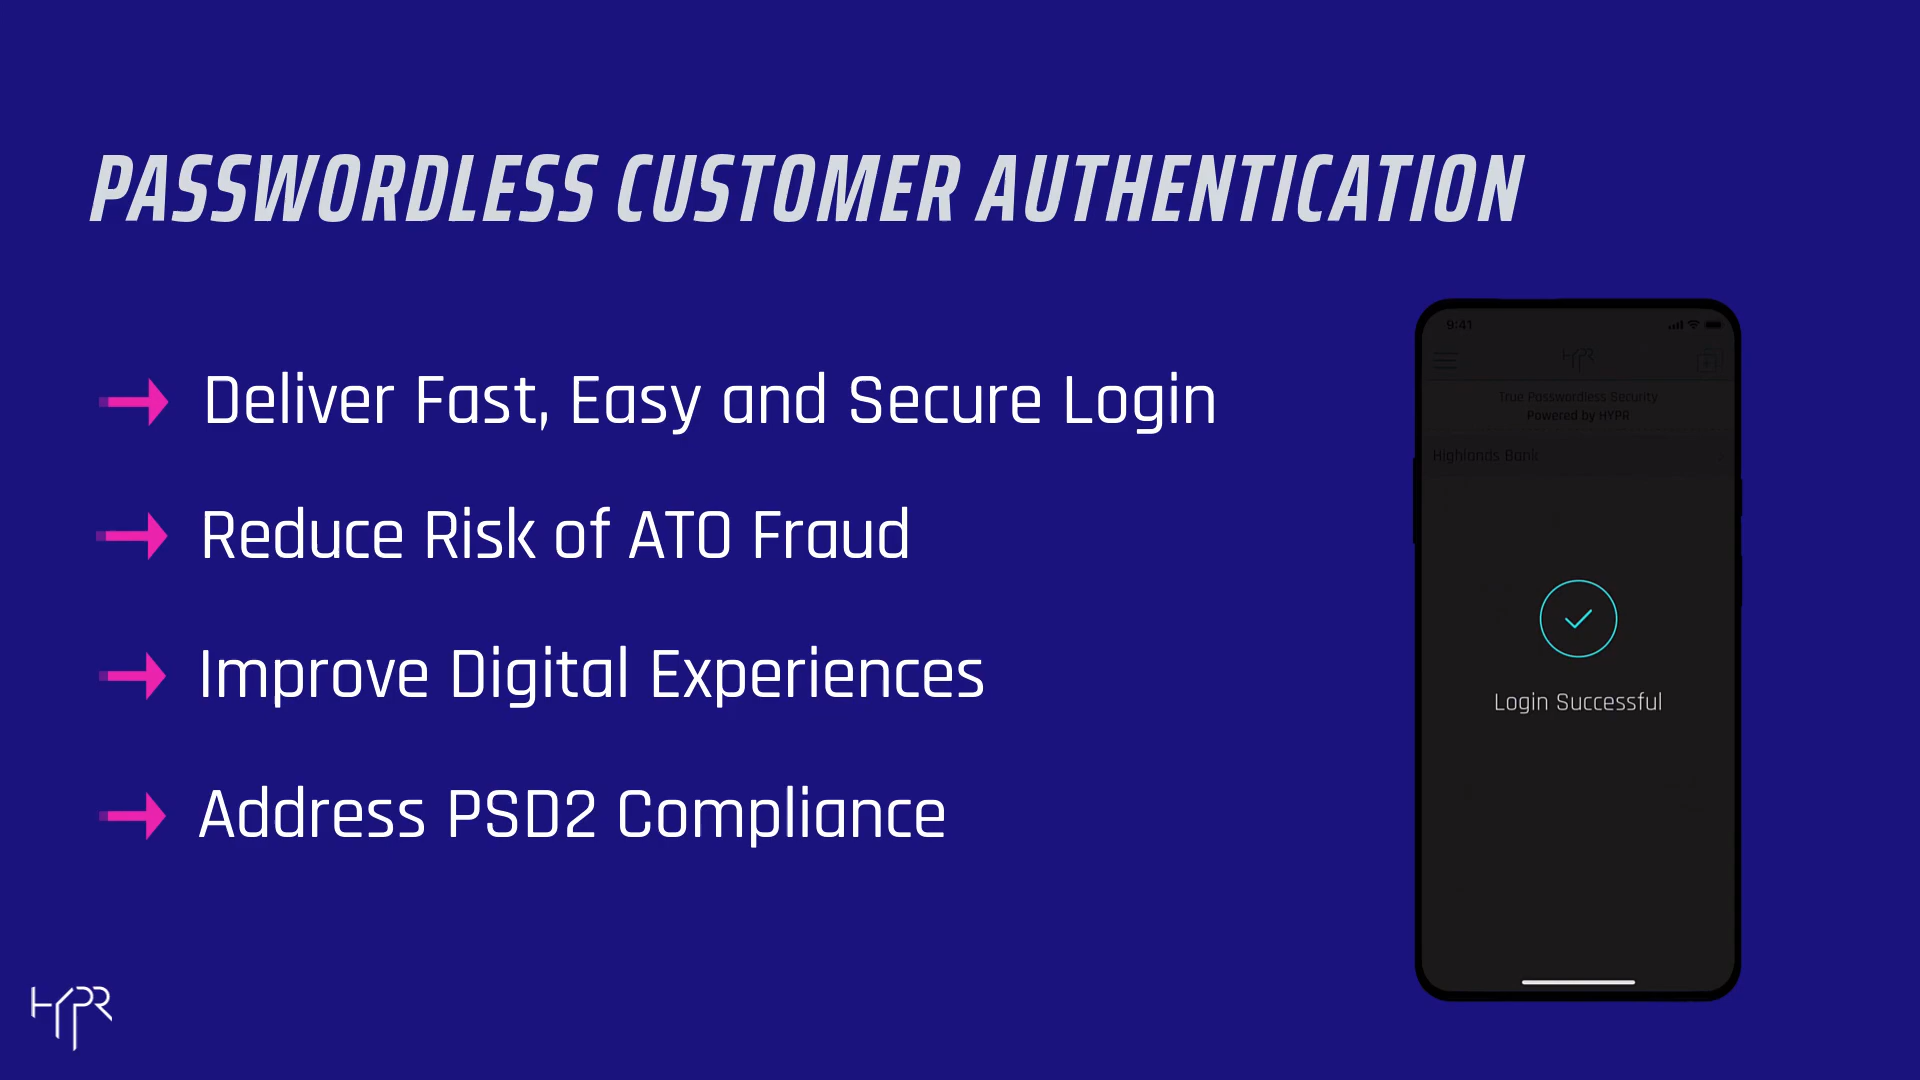 PASSWORDLESS CUSTOMER AUTHENTICATION
Deliver Fast, Easy and Secure Login
Reduce Risk of ATO Fraud
Improve Digital Experiences
Address PSD2 Compliance
9:41
HYPR
True Passwordless Security
Powered by HYPR
Highlands Bank
Login Successful
HYPR